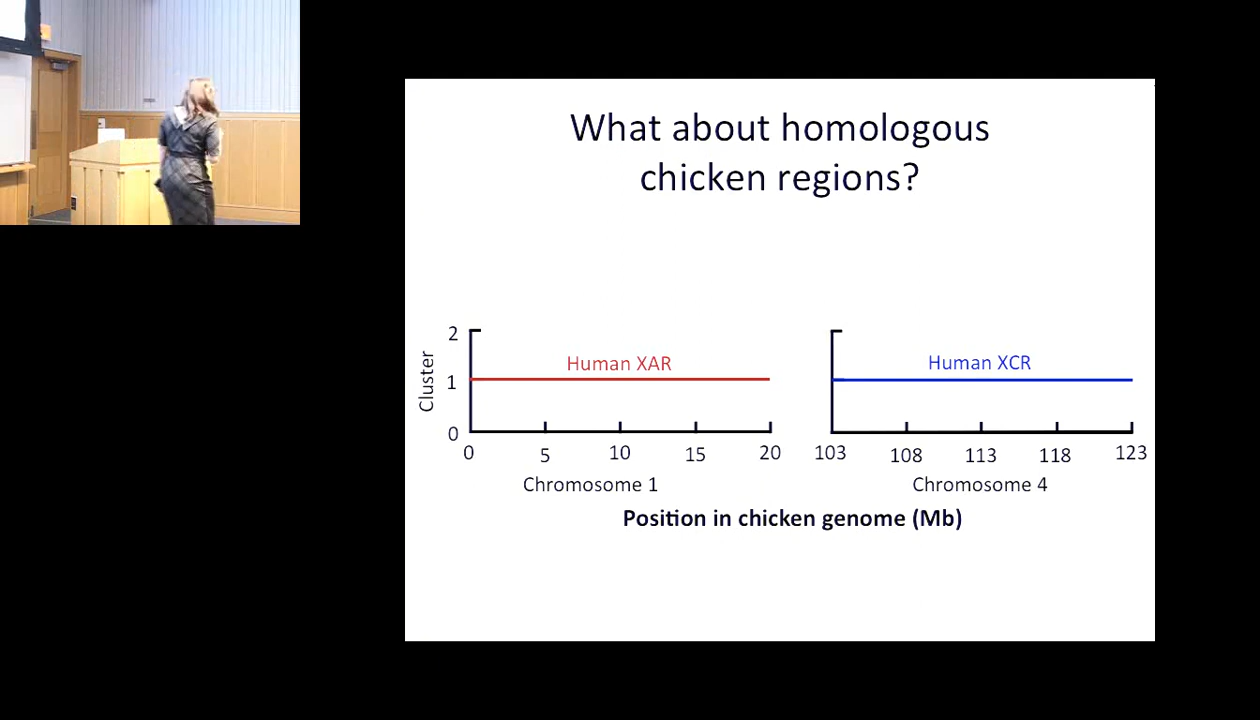 What about homologous
chicken regions?
Cluster
2
1
0
Human XAR
0 5 10 15 20
Chromosome 1
Human XCR
103 108 113 118 123
Chromosome 4
Position in chicken genome (Mb)